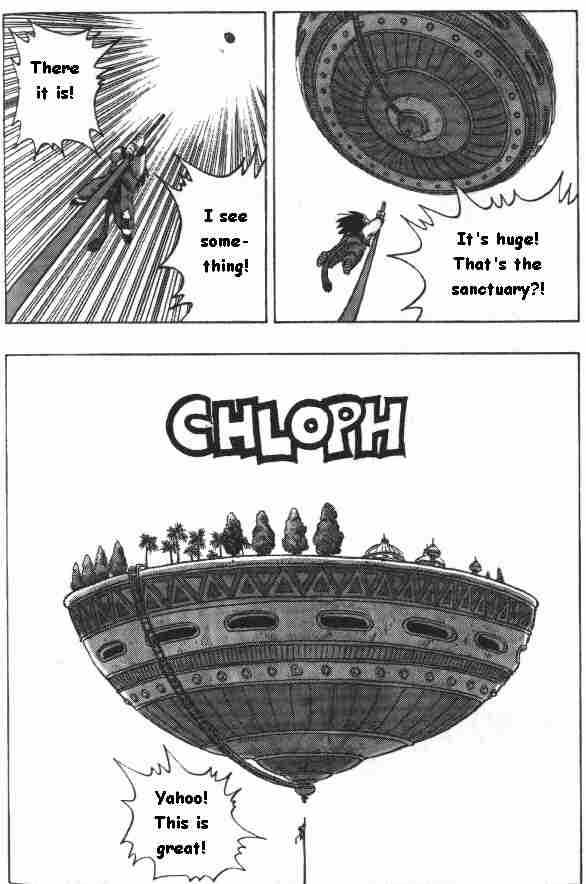 There
it is!
I see
some-
thing!
It's huge!
That's the
sanctuary?!
CHLOPH
Yahoo!
This is
great!